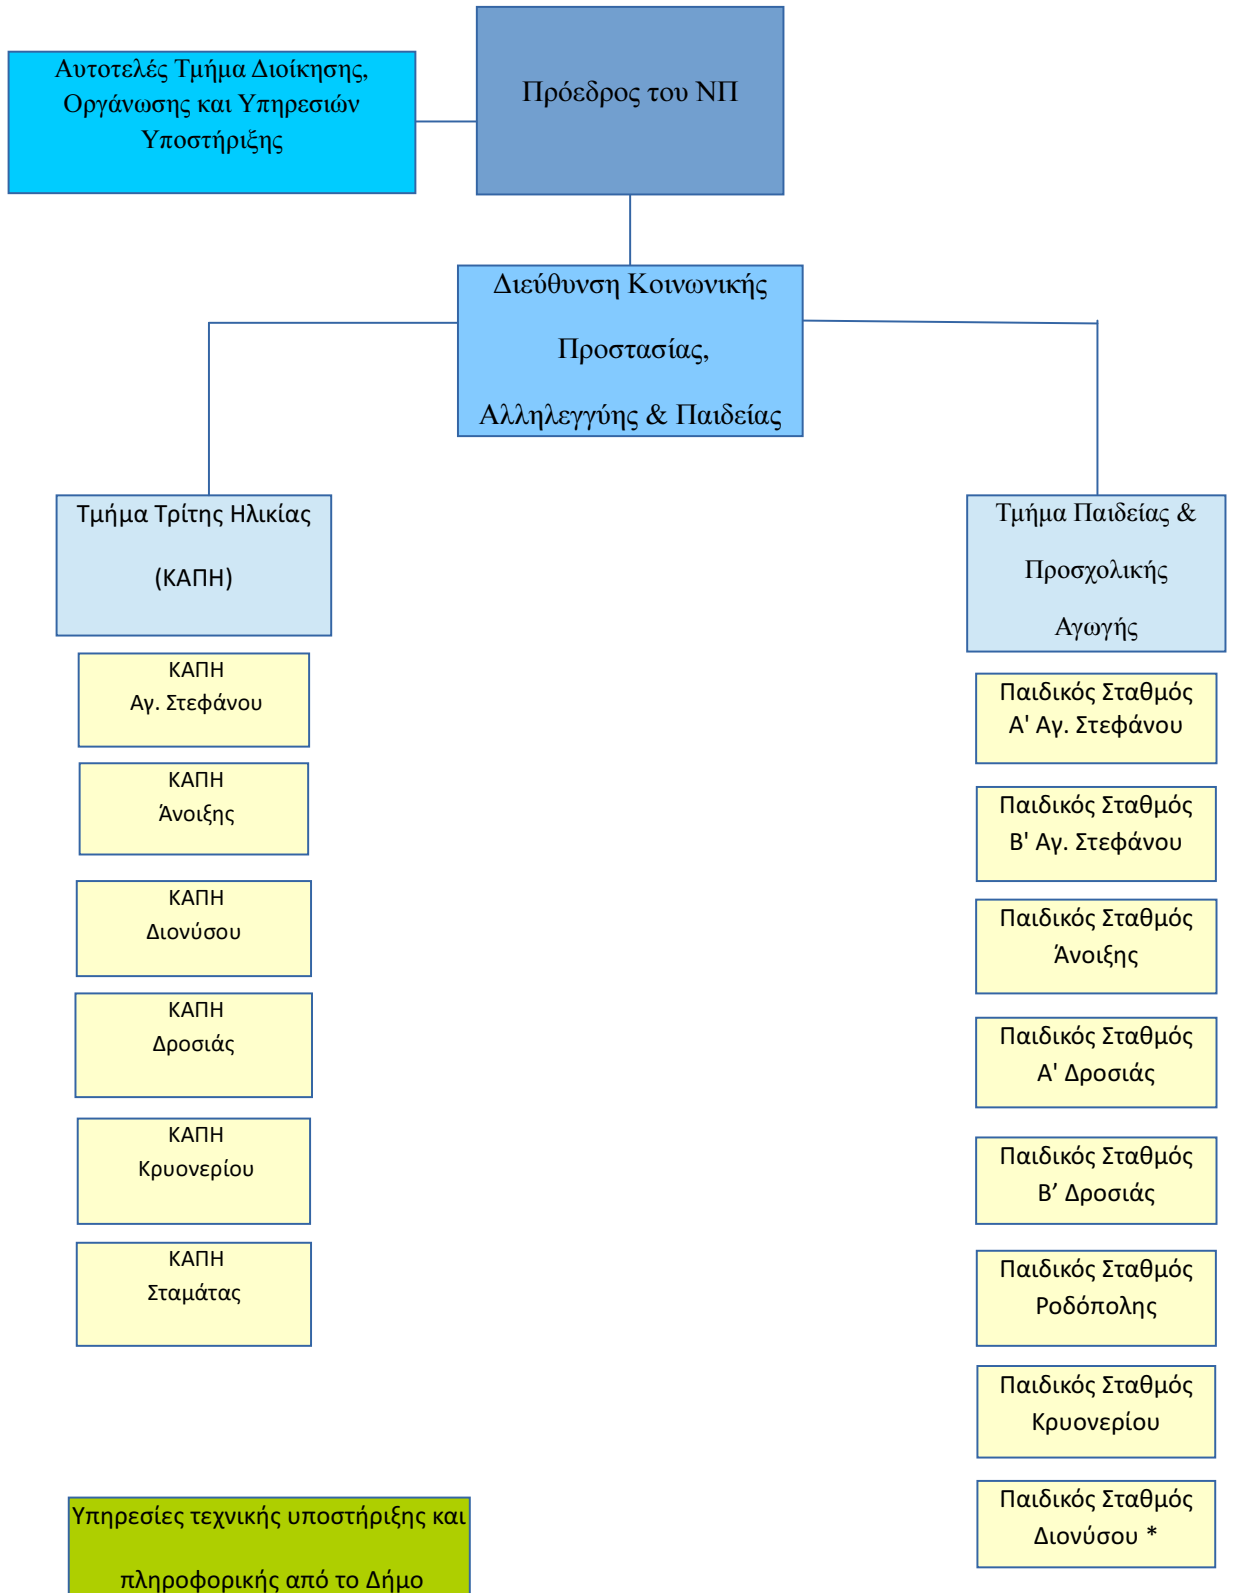 Αυτοτελές Τμήμα Διοίκησης,
Οργάνωσης και Υπηρεσιών
Υποστήριξης
Πρόεδρος του ΝΠ
Διεύθυνση Κοινωνικής
Προστασίας,
Αλληλεγγύης & Παιδείας
Τμήμα Τρίτης Ηλικίας
(ΚΑΠΗ)
ΚΑΠΗ
Αγ. Στεφάνου
ΚΑΠΗ
Άνοιξης
ΚΑΠΗ
Διονύσου
ΚΑΠΗ
Δροσιάς
ΚΑΠΗ
Κρυονερίου
ΚΑΠΗ
Σταμάτας
Τμήμα Παιδείας &
Προσχολικής
Αγωγής
Παιδικός Σταθμός
Α' Αγ. Στεφάνου
Παιδικός Σταθμός
Β' Αγ. Στεφάνου
Παιδικός Σταθμός
Άνοιξης
Παιδικός Σταθμός
Α' Δροσιάς
Παιδικός Σταθμός
Β’ Δροσιάς
Παιδικός Σταθμός
Ροδόπολης
Παιδικός Σταθμός
Κρυονερίου
Παιδικός Σταθμός
Διονύσου *
Υπηρεσίες τεχνικής υποστήριξης και
πληροφορικής από το Δήμο